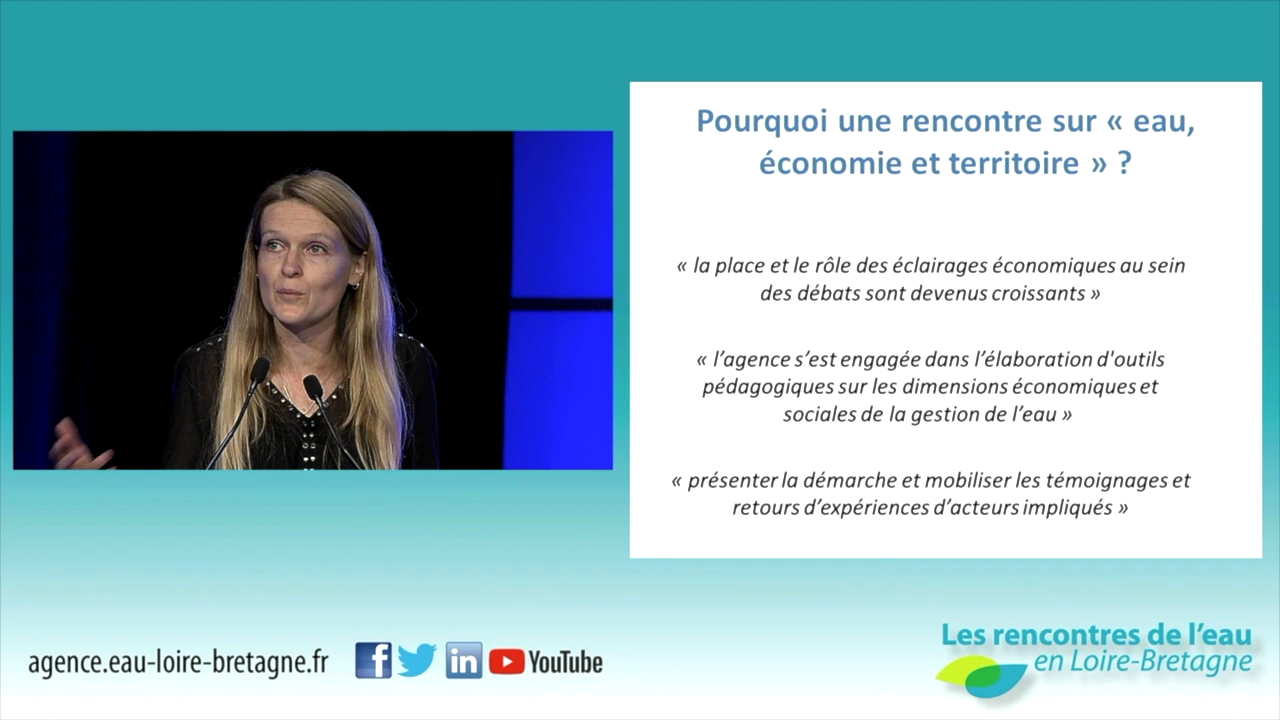 Pourquoi une rencontre sur « eau,
économie et territoire » ?
« la place et le rôle des éclairages économiques au sein
des débats sont devenus croissants »
« l’agence s’est engagée dans l’élaboration d'outils
pédagogiques sur les dimensions économiques et
sociales de la gestion de l’eau »
« présenter la démarche et mobiliser les témoignages et
retours d’expériences d’acteurs impliqués »
agence.eau-loire-bretagne.fr
f
in
YouTube
Les rencontres de l’eau
en Loire-Bretagne